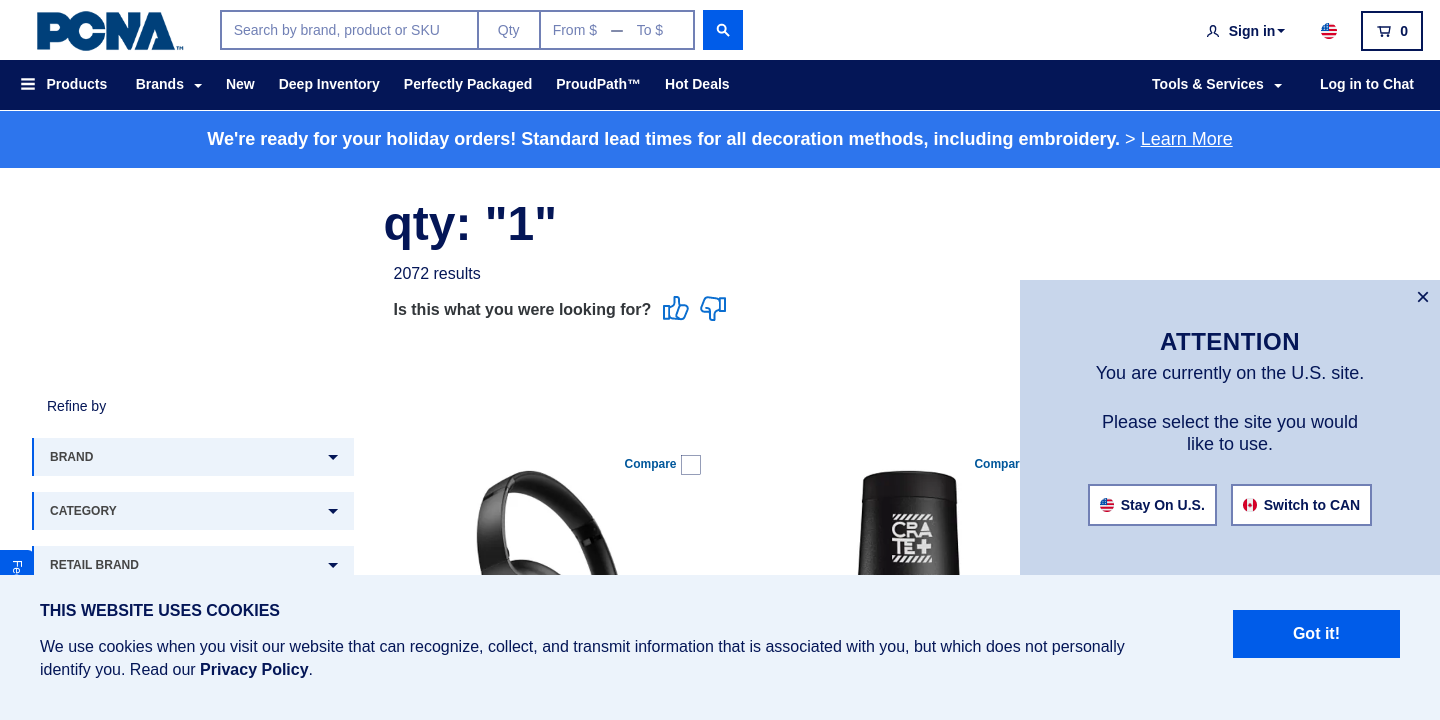 PCNA™
Search by brand, product or SKU
Qty
From $ — To $
Sign in
0
Products
Brands
New
Deep Inventory
Perfectly Packaged
ProudPath™
Hot Deals
Tools & Services
Log in to Chat
We're ready for your holiday orders! Standard lead times for all decoration methods, including embroidery. > Learn More
qty: "1"
2072 results
Is this what you were looking for?
×
ATTENTION
You are currently on the U.S. site.
Please select the site you would
like to use.
Stay On U.S.
Switch to CAN
Refine by
BRAND
CATEGORY
RETAIL BRAND
Compare
Compar
CRATE+
THIS WEBSITE USES COOKIES
We use cookies when you visit our website that can recognize, collect, and transmit information that is associated with you, but which does not personally
identify you. Read our Privacy Policy.
Got it!